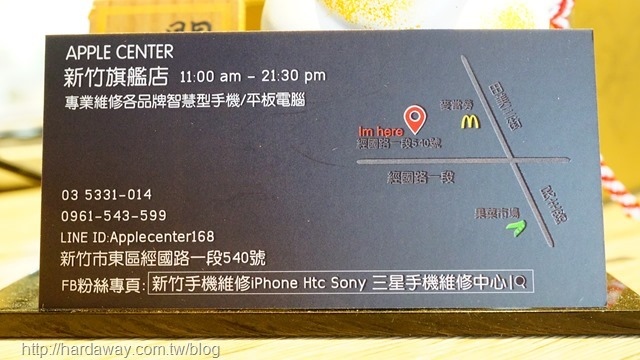 APPLE CENTER
新竹旗艦店 11:00 am – 21:30 pm
專業維修各品牌智慧型手機/平板電腦
麥當勞
Im here
經國路一段540號
經國路一段
果菜市場
03 5331-014
0961-543-599
LINE ID:Applecenter168
新竹市東區經國路一段540號
FB粉絲專頁: 新竹手機維修iPhone Htc Sony 三星手機維修中心
http://hardaway.com.tw/blog